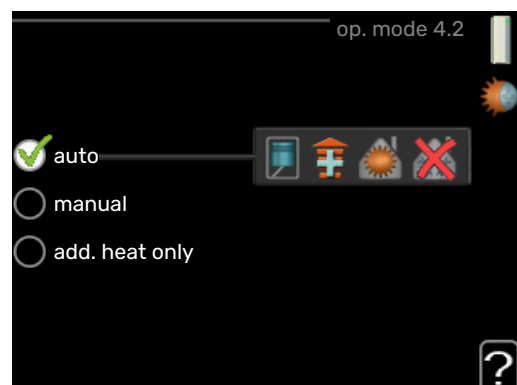 op. mode 4.2
auto
manual
add. heat only
?